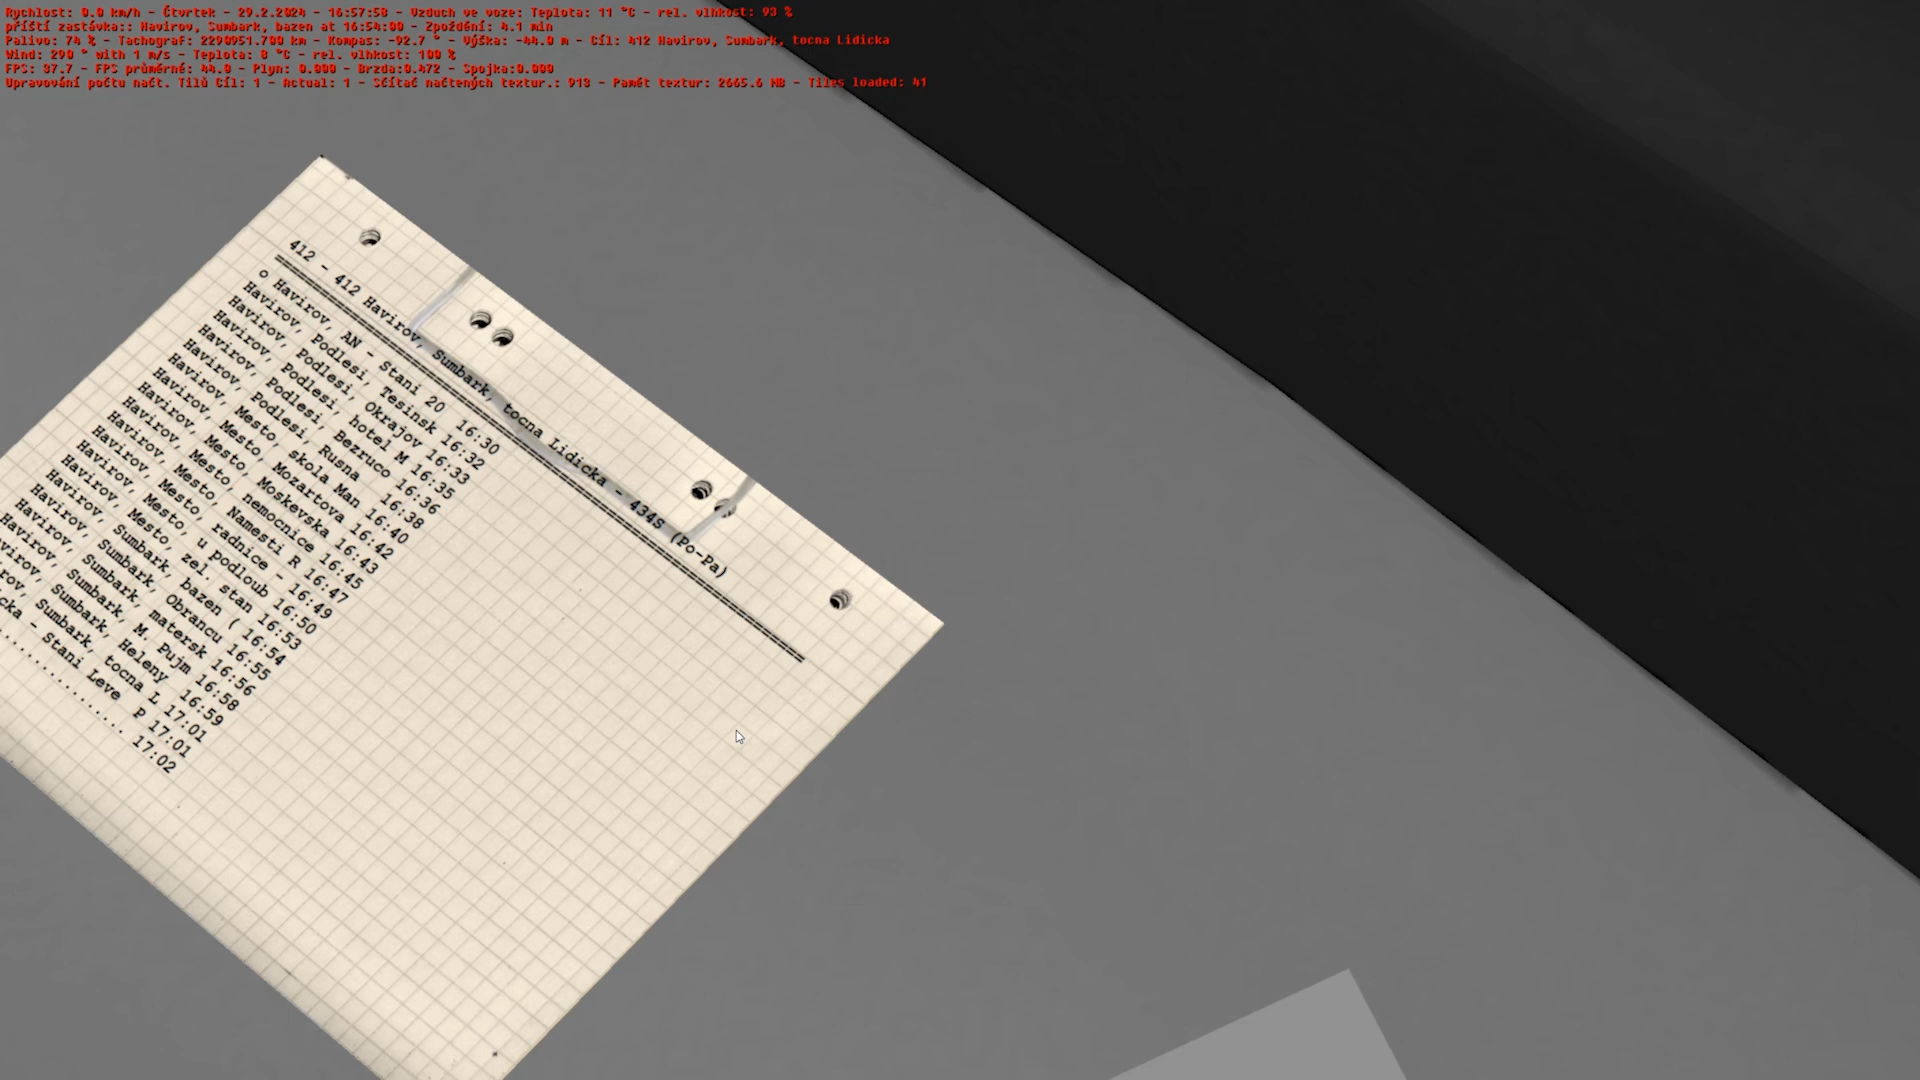 Rychlost: 0.0 km/h - Čtvrtek - 29.2.2024 - 16:57:58 - Vzduch ve voze: Teplota: 11 °C - rel. vlhkost: 93 %
příští zastávka:: Havirov, Sumbark, bazen at 16:54:00 - Zpoždění: 4.1 min
Palivo: 74 % - Tachograf: 2290951.700 km - Kompas: -92.7 ° - Výška: -44.0 m - Cíl: 412 Havirov, Sumbark, tocna Lidicka
Wind: 290 ° with 1 m/s - Teplota: 8 °C - rel. vlhkost: 100 %
FPS: 37.7 - FPS průměrné: 44.0 - Plyn: 0.000 - Brzda:0.472 - Spojka:0.000
Upravování počtu načt. Tilů Cíl: 1 - Actual: 1 - Sčítač načtených textur.: 913 - Pamět textur: 2665.6 MB - Tiles loaded: 41
412 - 412 Havirov, Sumbark, tocna Lidicka - 434S (Po-Pa)
o Havirov, AN - Stani 20 16:30
Havirov, Podlesi, Tesinsk 16:32
Havirov, Podlesi, Okrajov 16:33
Havirov, Podlesi, hotel M 16:35
Havirov, Podlesi, Bezruco 16:36
Havirov, Podlesi, Rusna 16:38
Havirov, Mesto, skola Man 16:40
Havirov, Mesto, Mozartova 16:42
Havirov, Mesto, Moskevska 16:43
Havirov, Mesto, nemocnice 16:45
Havirov, Mesto, Namesti R 16:47
Havirov, Mesto, radnice - 16:49
Havirov, Mesto, u podloub 16:50
Havirov, Mesto, zel. stan 16:53
Havirov, Sumbark, bazen ( 16:54
Havirov, Sumbark, Obrancu 16:55
Havirov, Sumbark, matersk 16:56
virov, Sumbark, M. Pujm 16:58
rov, Sumbark, Heleny 16:59
Sumbark, tocna L 17:01
cka - Stani Leve P 17:01
.................. 17:02